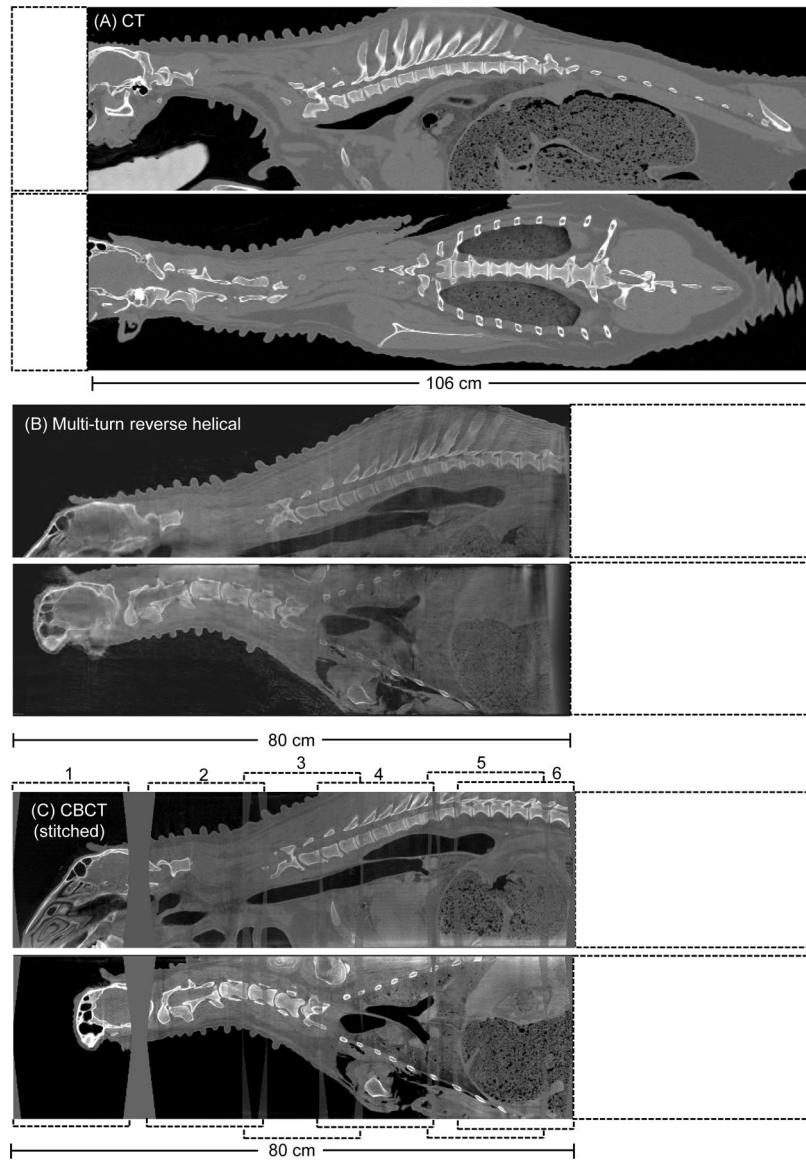 (A) CT
106 cm
(B) Multi-turn reverse helical
80 cm
1 2 3 4 5 6
(C) CBCT
(stitched)
80 cm